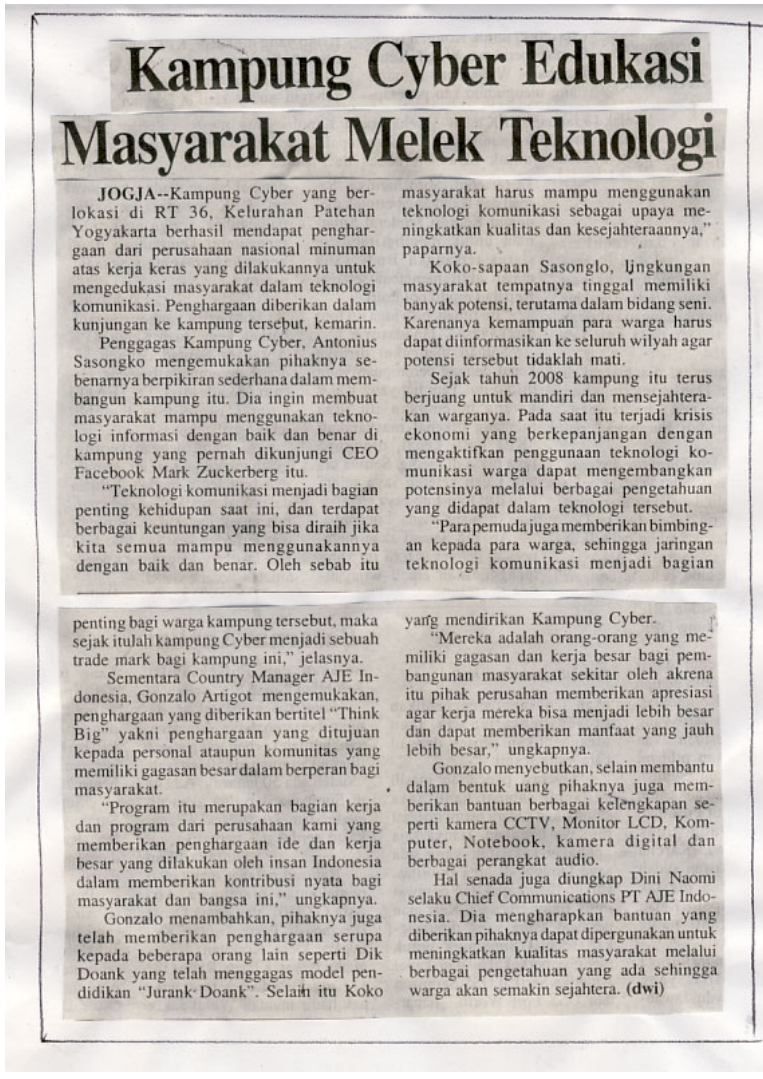 Kampung Cyber Edukasi
Masyarakat Melek Teknologi
JOGJA--Kampung Cyber yang ber-
lokasi di RT 36, Kelurahan Patehan
Yogyakarta berhasil mendapat penghar-
gaan dari perusahaan nasional minuman
atas kerja keras yang dilakukannya untuk
mengedukasi masyarakat dalam teknologi
komunikasi. Penghargaan diberikan dalam
kunjungan ke kampung tersebut, kemarin.
Penggagas Kampung Cyber, Antonius
Sasongko mengemukakan pihaknya se-
benarnya berpikiran sederhana dalam mem-
bangun kampung itu. Dia ingin membuat
masyarakat mampu menggunakan tekno-
logi informasi dengan baik dan benar di
kampung yang pernah dikunjungi CEO
Facebook Mark Zuckerberg itu.
“Teknologi komunikasi menjadi bagian
penting kehidupan saat ini, dan terdapat
berbagai keuntungan yang bisa diraih jika
kita semua mampu menggunakannya
dengan baik dan benar. Oleh sebab itu
masyarakat harus mampu menggunakan
teknologi komunikasi sebagai upaya me-
ningkatkan kualitas dan kesejahteraannya,”
paparnya.
Koko-sapaan Sasonglo, lingkungan
masyarakat tempatnya tinggal memiliki
banyak potensi, terutama dalam bidang seni.
Karenanya kemampuan para warga harus
dapat diinformasikan ke seluruh wilyah agar
potensi tersebut tidaklah mati.
Sejak tahun 2008 kampung itu terus
berjuang untuk mandiri dan mensejahtera-
kan warganya. Pada saat itu terjadi krisis
ekonomi yang berkepanjangan dengan
mengaktifkan penggunaan teknologi ko-
munikasi warga dapat mengembangkan
potensinya melalui berbagai pengetahuan
yang didapat dalam teknologi tersebut.
“Para pemuda juga memberikan bimbing-
an kepada para warga, sehingga jaringan
teknologi komunikasi menjadi bagian
penting bagi warga kampung tersebut, maka
sejak itulah kampung Cyber menjadi sebuah
trade mark bagi kampung ini,” jelasnya.
Sementara Country Manager AJE In-
donesia, Gonzalo Artigot mengemukakan,
penghargaan yang diberikan bertitel “Think
Big” yakni penghargaan yang ditujukan
kepada personal ataupun komunitas yang
memiliki gagasan besar dalam berperan bagi
masyarakat.
“Program itu merupakan bagian kerja
dan program dari perusahaan kami yang
memberikan penghargaan ide dan kerja
besar yang dilakukan oleh insan Indonesia
dalam memberikan kontribusi nyata bagi
masyarakat dan bangsa ini,” ungkapnya.
Gonzalo menambahkan, pihaknya juga
telah memberikan penghargaan serupa
kepada beberapa orang lain seperti Dik
Doank yang telah menggagas model pen-
didikan “Jurank Doank”. Selain itu Koko
yang mendirikan Kampung Cyber.
“Mereka adalah orang-orang yang me-
miliki gagasan dan kerja besar bagi pem-
bangunan masyarakat sekitar oleh akrena
itu pihak perusahan memberikan apresiasi
agar kerja mereka bisa menjadi lebih besar
dan dapat memberikan manfaat yang jauh
lebih besar,” ungkapnya.
Gonzalo menyebutkan, selain membantu
dalam bentuk uang pihaknya juga mem-
berikan bantuan berbagai kelengkapan se-
perti kamera CCTV, Monitor LCD, Kom-
puter, Notebook, kamera digital dan
berbagai perangkat audio.
Hal senada juga diungkap Dini Naomi
selaku Chief Communications PT AJE Indo-
nesia. Dia mengharapkan bantuan yang
diberikan pihaknya dapat dipergunakan untuk
meningkatkan kualitas masyarakat melalui
berbagai pengetahuan yang ada sehingga
warga akan semakin sejahtera. (dwi)